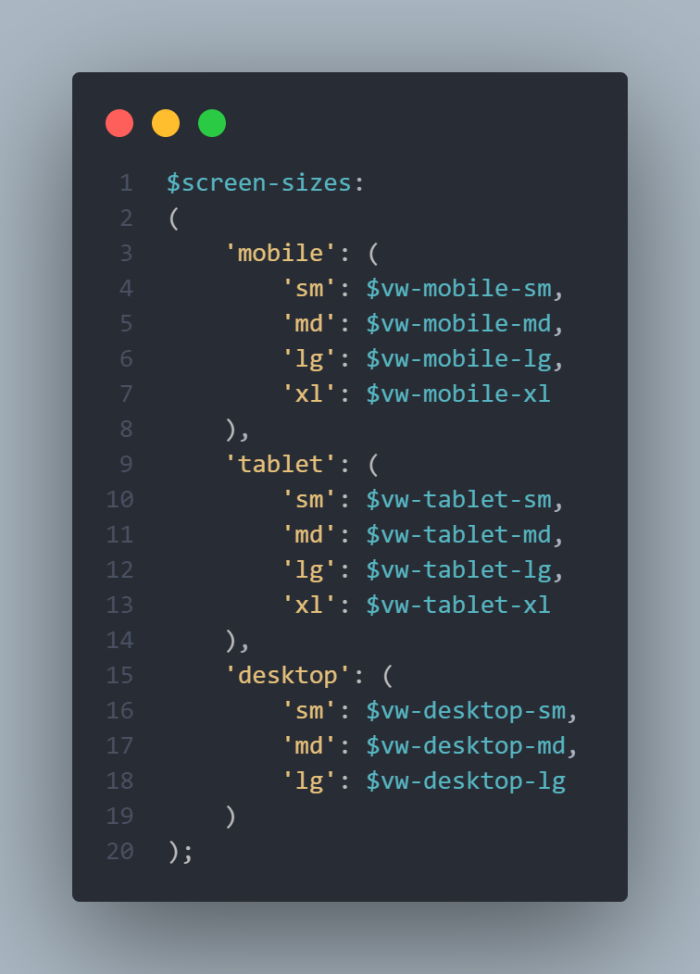 1 $screen-sizes:
2 (
3     'mobile': (
4         'sm': $vw-mobile-sm,
5         'md': $vw-mobile-md,
6         'lg': $vw-mobile-lg,
7         'xl': $vw-mobile-xl
8     ),
9     'tablet': (
10         'sm': $vw-tablet-sm,
11         'md': $vw-tablet-md,
12         'lg': $vw-tablet-lg,
13         'xl': $vw-tablet-xl
14     ),
15     'desktop': (
16         'sm': $vw-desktop-sm,
17         'md': $vw-desktop-md,
18         'lg': $vw-desktop-lg
19     )
20 );